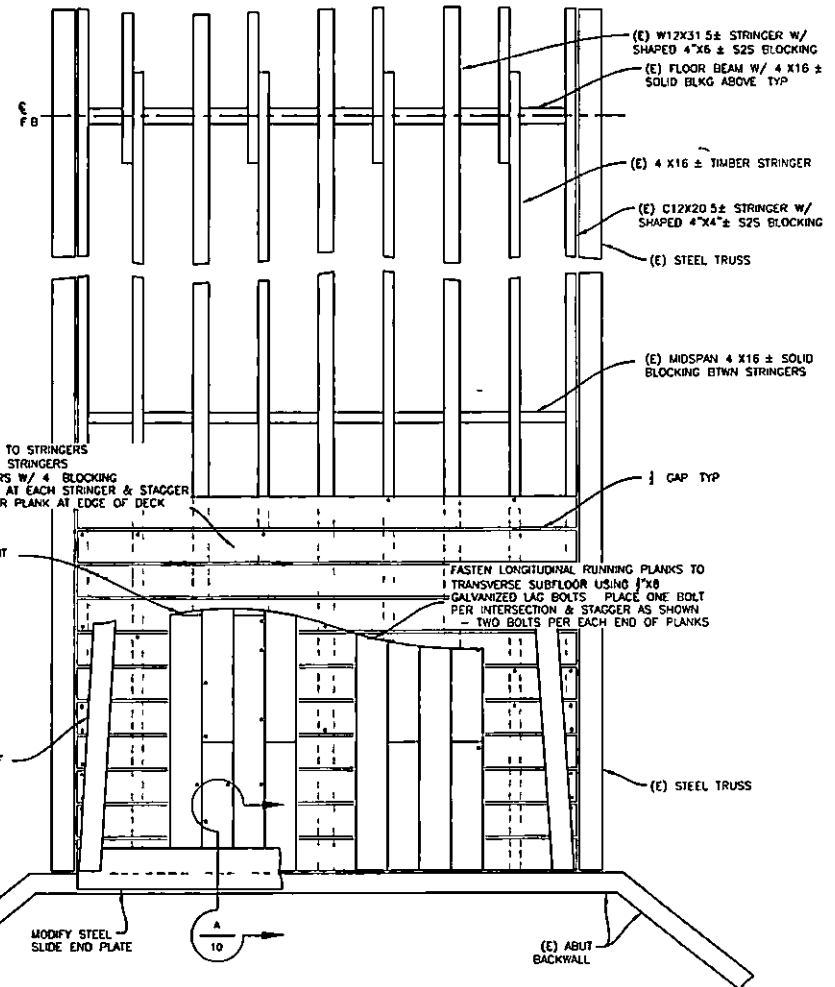 (E) W12X31 5± STRINGER W/
SHAPED 4"X6 ± S2S BLOCKING
(E) FLOOR BEAM W/ 4 X16 ±
SOLID BLKG ABOVE TYP
℄
F B
(E) 4 X16 ± TIMBER STRINGER
(E) C12X20 5± STRINGER W/
SHAPED 4"X4"± S2S BLOCKING
(E) STEEL TRUSS
(E) MIDSPAN 4 X16 ± SOLID
BLOCKING BTWN STRINGERS
TO STRINGERS
STRINGERS
RS W/ 4 BLOCKING
AT EACH STRINGER & STAGGER
R PLANK AT EDGE OF DECK
GAP TYP
FASTEN LONGITUDINAL RUNNING PLANKS TO
TRANSVERSE SUBFLOOR USING
GALVANIZED LAG BOLTS PLACE ONE BOLT
PER INTERSECTION & STAGGER AS SHOWN
- TWO BOLTS PER EACH END OF PLANKS
(E) STEEL TRUSS
MODIFY STEEL
SLIDE END PLATE
A
10
(E) ABUT
BACKWALL